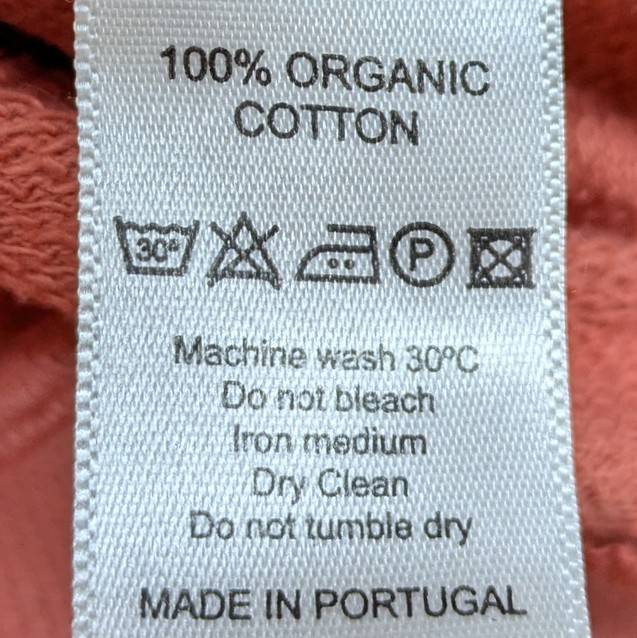 100% ORGANIC
COTTON
30° P
Machine wash 30ºC
Do not bleach
Iron medium
Dry Clean
Do not tumble dry
MADE IN PORTUGAL